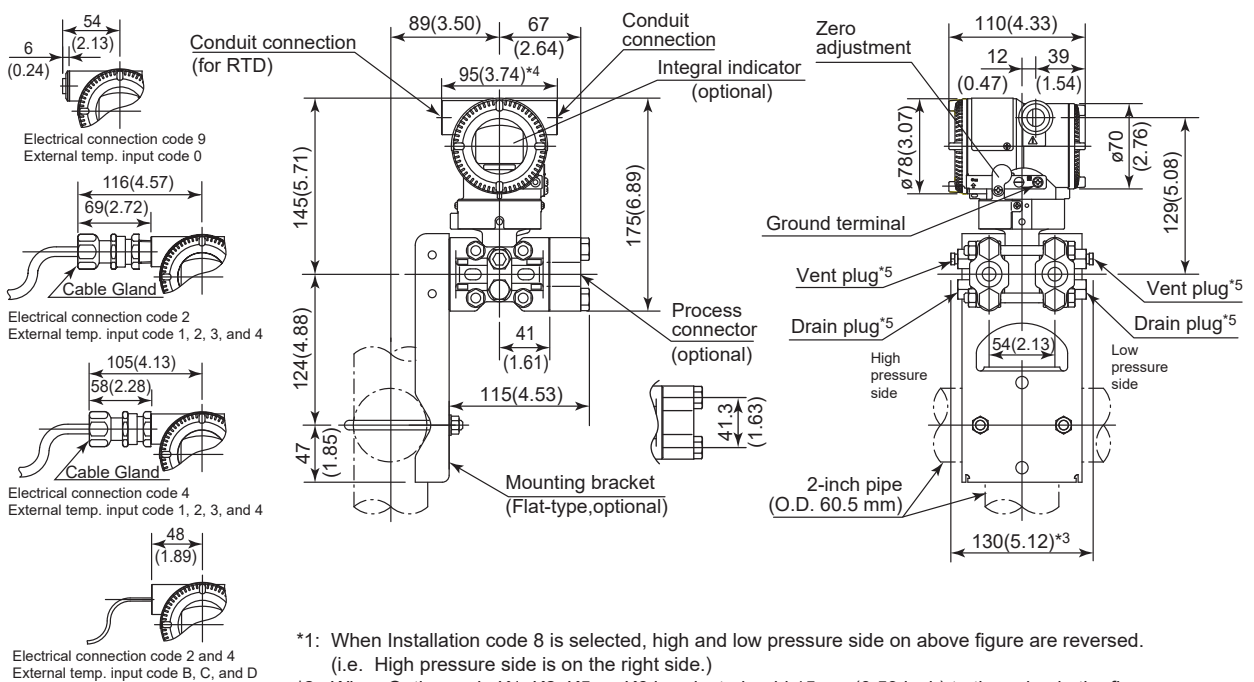 54
(2.13)
6
(0.24)
Electrical connection code 9
External temp. input code 0
116(4.57)
69(2.72)
Cable Gland
Electrical connection code 2
External temp. input code 1, 2, 3, and 4
105(4.13)
58(2.28)
Cable Gland
Electrical connection code 4
External temp. input code 1, 2, 3, and 4
48
(1.89)
Electrical connection code 2 and 4
External temp. input code B, C, and D
89(3.50)
67
(2.64)
Conduit connection
(for RTD)
Conduit
connection
95(3.74)*4
Integral indicator
(optional)
145(5.71)
175(6.89)
124(4.88)
47
(1.85)
41
(1.61)
115(4.53)
Process
connector
(optional)
41.3
(1.63)
Mounting bracket
(Flat-type,optional)
Zero
adjustment
110(4.33)
12
(0.47)
39
(1.54)
ø78(3.07)
ø70
(2.76)
129(5.08)
Ground terminal
Vent plug*5
Vent plug*5
Drain plug*5
Drain plug*5
54(2.13)
High
pressure
side
Low
pressure
side
2-inch pipe
(O.D. 60.5 mm)
130(5.12)*3
*1: When Installation code 8 is selected, high and low pressure side on above figure are reversed.
(i.e. High pressure side is on the right side.)